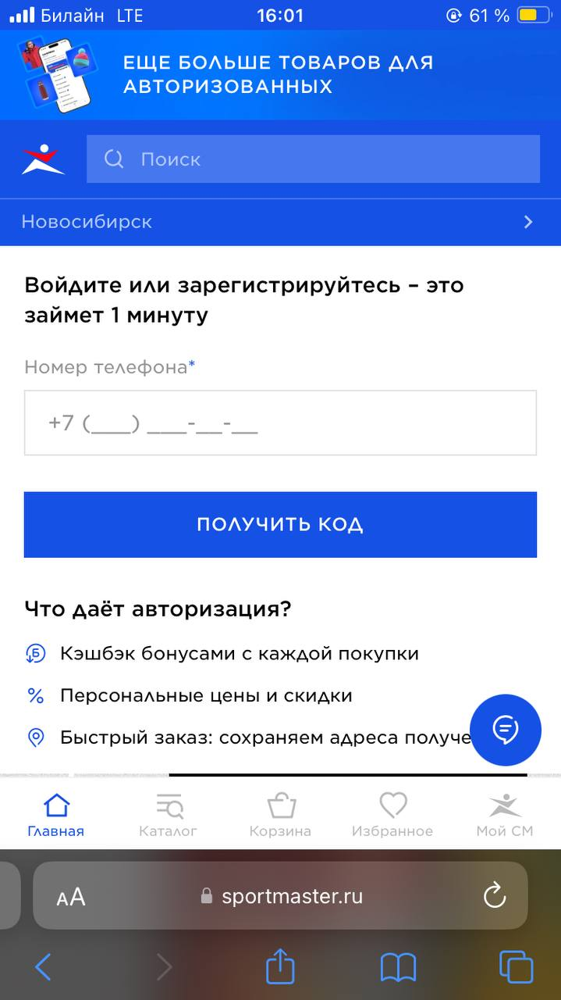 Билайн LTE 16:01 61 %
ЕЩЕ БОЛЬШЕ ТОВАРОВ ДЛЯ
АВТОРИЗОВАННЫХ
Поиск
Новосибирск
Войдите или зарегистрируйтесь – это
займет 1 минуту
Номер телефона*
+7 (___) ___-__-__
ПОЛУЧИТЬ КОД
Что даёт авторизация?
Кэшбэк бонусами с каждой покупки
Персональные цены и скидки
Быстрый заказ: сохраняем адреса получе
Главная Каталог Корзина Избранное Мой СМ
AA sportmaster.ru